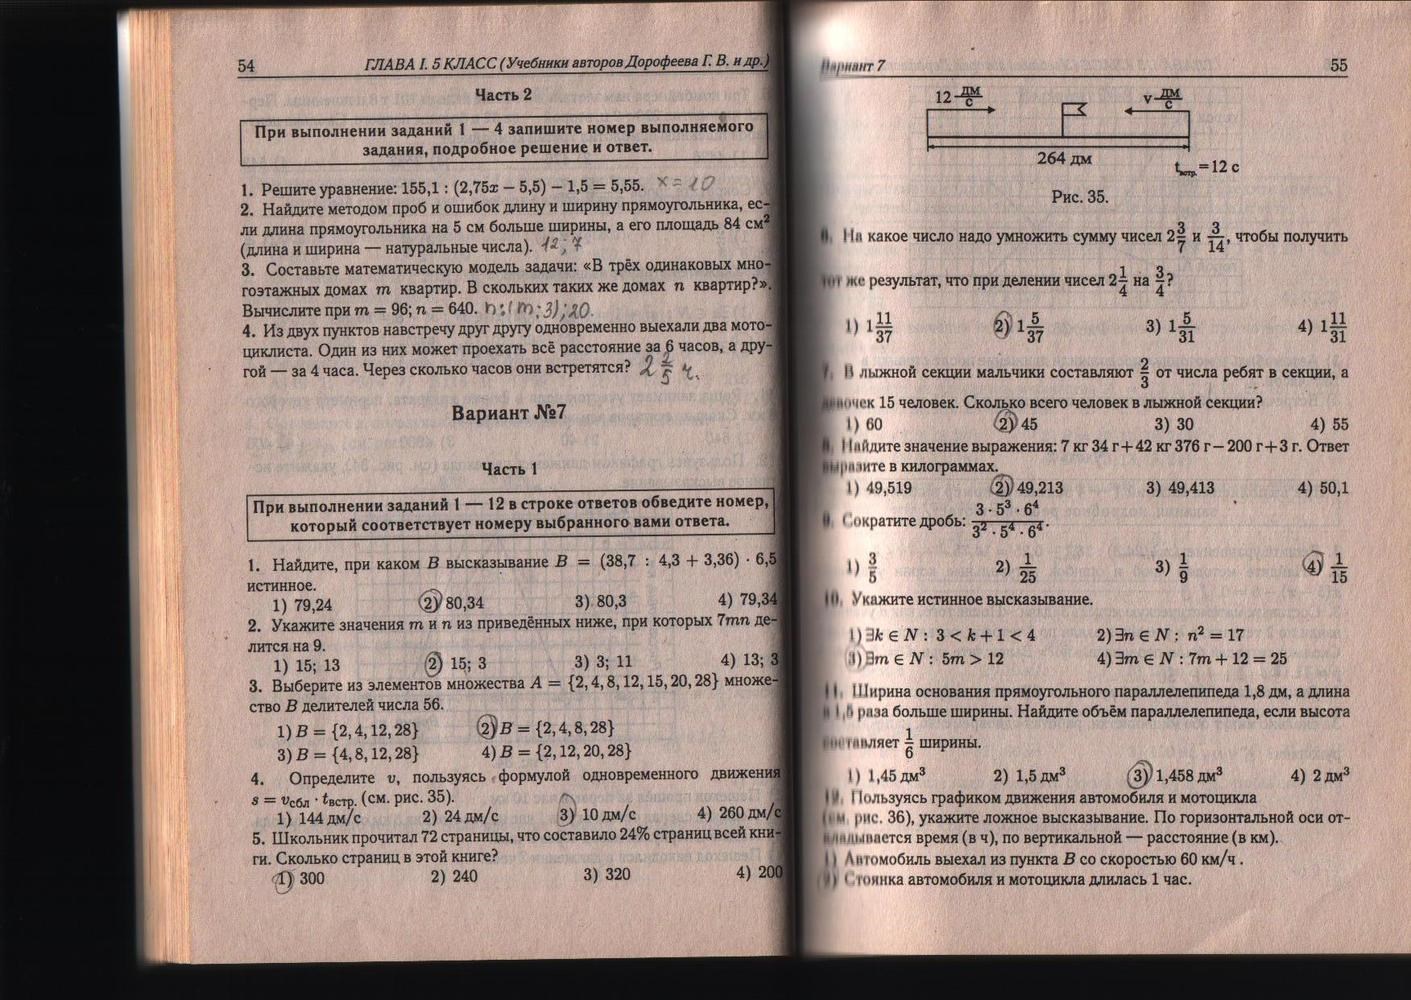 54
ГЛАВА I. 5 КЛАСС (Учебники авторов Дорофеева Г. В. и др.)
Часть 2
При выполнении заданий 1 — 4 запишите номер выполняемого
задания, подробное решение и ответ.
1. Решите уравнение: 155,1 : (2,75x − 5,5) − 1,5 = 5,55. x = 10
2. Найдите методом проб и ошибок длину и ширину прямоугольника, ес-
ли длина прямоугольника на 5 см больше ширины, а его площадь 84 см²
(длина и ширина — натуральные числа). 12; 7
3. Составьте математическую модель задачи: «В трёх одинаковых мно-
гоэтажных домах m квартир. В скольких таких же домах n квартир?».
Вычислите при m = 96; n = 640. n:(m:3); 20.
4. Из двух пунктов навстречу друг другу одновременно выехали два мото-
циклиста. Один из них может проехать всё расстояние за 6 часов, а дру-
гой — за 4 часа. Через сколько часов они встретятся? 2 2/5 ч.
Вариант №7
Часть 1
При выполнении заданий 1 — 12 в строке ответов обведите номер,
который соответствует номеру выбранного вами ответа.
1. Найдите, при каком B высказывание B = (38,7 : 4,3 + 3,36) · 6,5
истинное.
1) 79,24 2) 80,34 3) 80,3 4) 79,34
2. Укажите значения m и n из приведённых ниже, при которых 7mn де-
лится на 9.
1) 15; 13 2) 15; 3 3) 3; 11 4) 13; 3
3. Выберите из элементов множества A = {2, 4, 8, 12, 15, 20, 28} множе-
ство B делителей числа 56.
1) B = {2, 4, 12, 28} 2) B = {2, 4, 8, 28}
3) B = {4, 8, 12, 28} 4) B = {2, 12, 20, 28}
4. Определите v, пользуясь формулой одновременного движения
s = vсбл · tвстр. (см. рис. 35).
1) 144 дм/с 2) 24 дм/с 3) 10 дм/с 4) 260 дм/с
5. Школьник прочитал 72 страницы, что составило 24% страниц всей кни-
ги. Сколько страниц в этой книге?
1) 300 2) 240 3) 320 4) 200
Вариант 7
55
12 дм/с v дм/с
264 дм
tвстр. = 12 с
Рис. 35.
6. На какое число надо умножить сумму чисел 2 3/7 и 3/14, чтобы получить
тот же результат, что при делении чисел 2 1/4 на 3/4?
1) 1 11/37 2) 1 5/37 3) 1 5/31 4) 1 11/31
7. В лыжной секции мальчики составляют 2/3 от числа ребят в секции, а
девочек 15 человек. Сколько всего человек в лыжной секции?
1) 60 2) 45 3) 30 4) 55
8. Найдите значение выражения: 7 кг 34 г + 42 кг 376 г − 200 г + 3 г. Ответ
выразите в килограммах.
1) 49,519 2) 49,213 3) 49,413 4) 50,1
9. Сократите дробь: 3 · 5³ · 6⁴ / 3² · 5⁴ · 6⁴.
1) 3/5 2) 1/25 3) 1/9 4) 1/15
10. Укажите истинное высказывание.
1) ∃k ∈ N : 3 < k + 1 < 4 2) ∃n ∈ N : n² = 17
3) ∃m ∈ N : 5m > 12 4) ∃m ∈ N : 7m + 12 = 25
11. Ширина основания прямоугольного параллелепипеда 1,8 дм, а длина
в 1,5 раза больше ширины. Найдите объём параллелепипеда, если высота
составляет 1/6 ширины.
1) 1,45 дм³ 2) 1,5 дм³ 3) 1,458 дм³ 4) 2 дм³
12. Пользуясь графиком движения автомобиля и мотоцикла
(см. рис. 36), укажите ложное высказывание. По горизонтальной оси от-
кладывается время (в ч), по вертикальной — расстояние (в км).
1) Автомобиль выехал из пункта B со скоростью 60 км/ч .
2) Стоянка автомобиля и мотоцикла длилась 1 час.